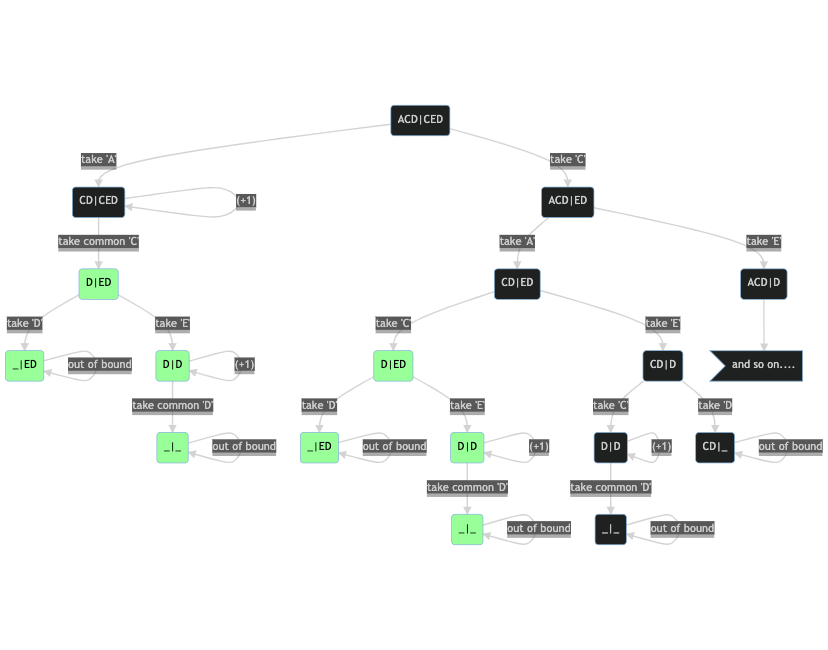 ACD|CED
take 'A'
take 'C'
CD|CED
(+1)
ACD|ED
take common 'C'
take 'A'
take 'E'
D|ED
CD|ED
ACD|D
take 'D'
take 'E'
take 'C'
take 'E'
_|ED
out of bound
D|D
(+1)
D|ED
CD|D
and so on....
take common 'D'
take 'D'
take 'E'
take 'C'
take 'D
_|_
out of bound
_|ED
out of bound
D|D
(+1)
D|D
(+1)
CD|_
out of bound
take common 'D'
take common 'D'
_|_
out of bound
_|_
out of bound